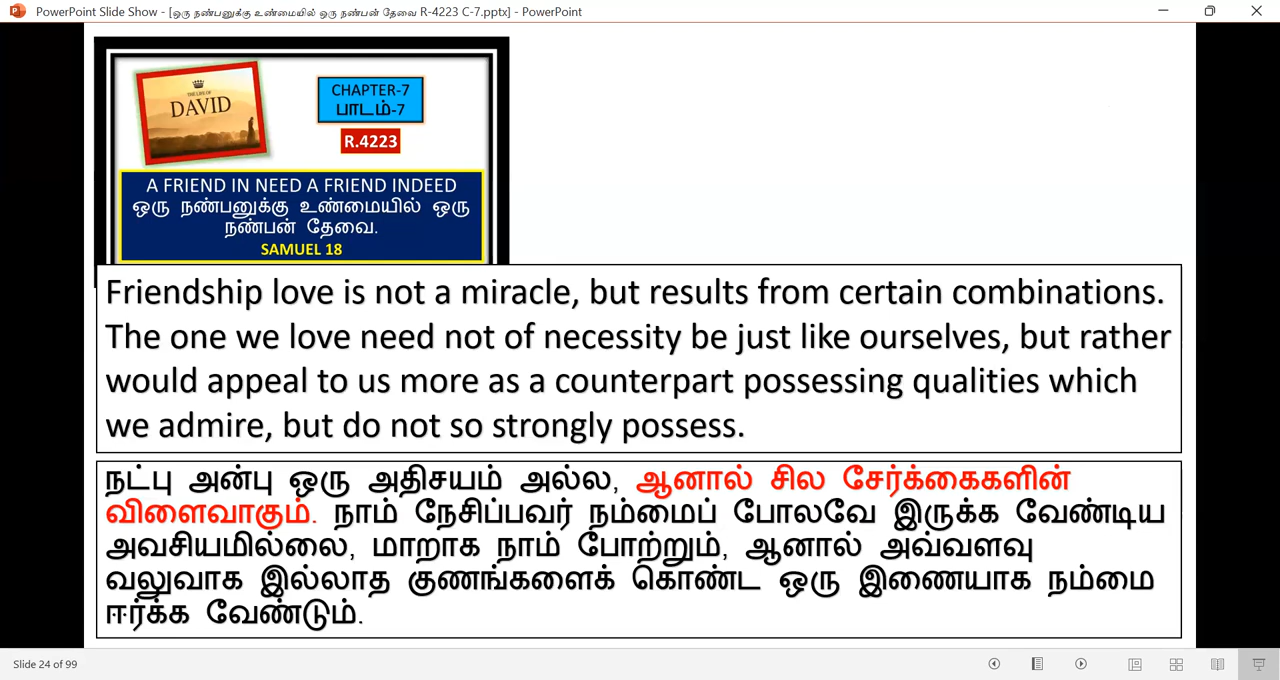 PowerPoint Slide Show - [ஒரு நண்பனுக்கு உண்மையில் ஒரு நண்பன் தேவை R-4223 C-7.pptx] - PowerPoint
THE LIFE OF
DAVID
CHAPTER-7
பாடம்-7
R.4223
A FRIEND IN NEED A FRIEND INDEED
ஒரு நண்பனுக்கு உண்மையில் ஒரு
நண்பன் தேவை.
SAMUEL 18
Friendship love is not a miracle, but results from certain combinations.
The one we love need not of necessity be just like ourselves, but rather
would appeal to us more as a counterpart possessing qualities which
we admire, but do not so strongly possess.
நட்பு அன்பு ஒரு அதிசயம் அல்ல, ஆனால் சில சேர்க்கைகளின்
விளைவாகும். நாம் நேசிப்பவர் நம்மைப் போலவே இருக்க வேண்டிய
அவசியமில்லை, மாறாக நாம் போற்றும், ஆனால் அவ்வளவு
வலுவாக இல்லாத குணங்களைக் கொண்ட ஒரு இணையாக நம்மை
ஈர்க்க வேண்டும்.
Slide 24 of 99